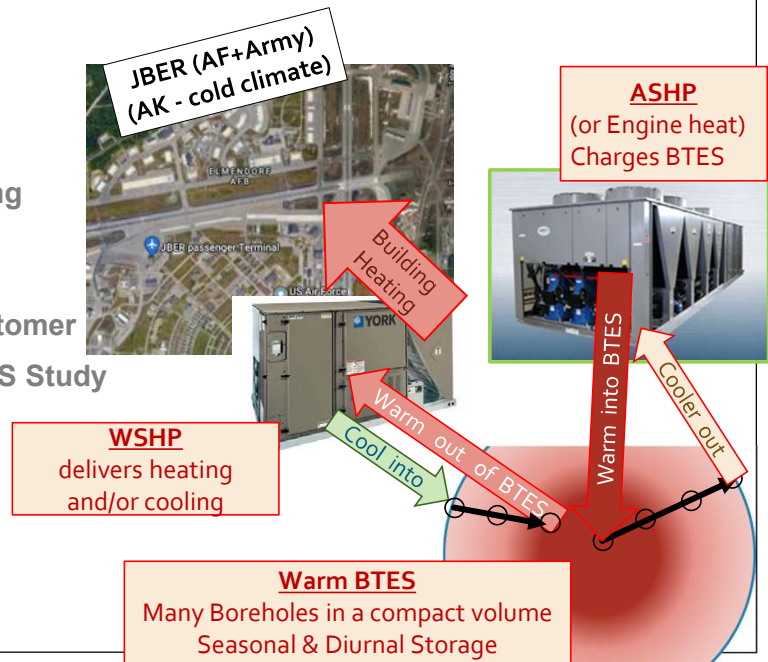 JBER (AF+Army)
(AK - cold climate)
ASHP
(or Engine heat)
Charges BTES
ng
tomer
S Study
ELMENDORF
AFB
JBER passenger Terminal
US Air Force
Building
Heating
YORK
Warm into BTES
Cooler out
Warm out of BTES
Cool into
WSHP
delivers heating
and/or cooling
Warm BTES
Many Boreholes in a compact volume
Seasonal & Diurnal Storage